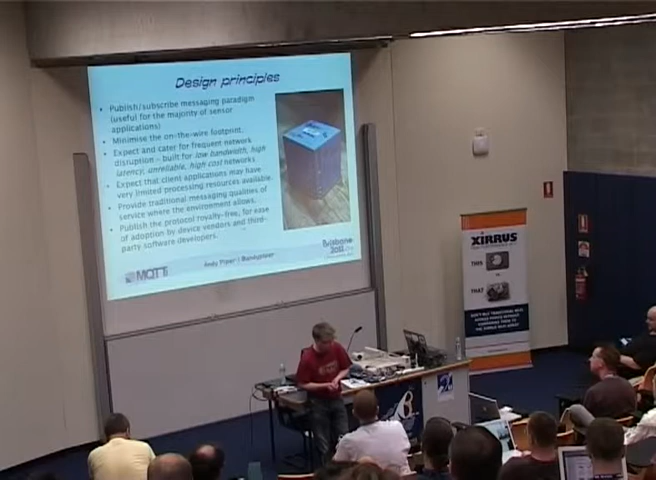 Design principles
• Publish/subscribe messaging paradigm
(useful for the majority of sensor
applications)
• Minimise the on-the-wire footprint.
• Expect and cater for frequent network
disruption – built for low bandwidth, high
latency, unreliable, high cost networks
• Expect that client applications may have
very limited processing resources available.
• Provide traditional messaging qualities of
service where the environment allows.
• Publish the protocol royalty-free, for ease
of adoption by device vendors and third-
party software developers.
MQTT
Andy Piper
Brisbane
2011
XIRRUS
THIS
THAT